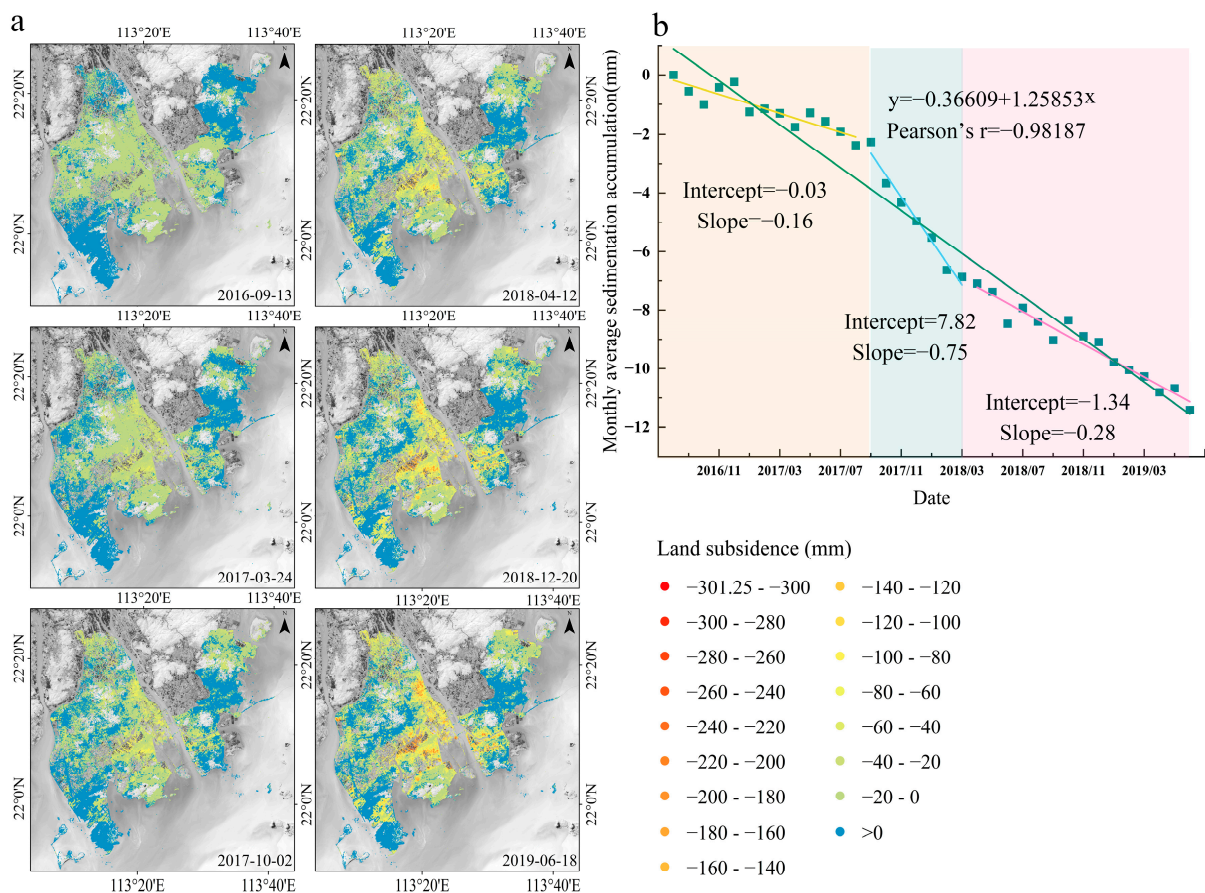 a
113°20′E
113°40′E
113°20′E
113°40′E
N
N
22°20′N
22°0′N
22°20′N
22°0′N
2016-09-13
2018-04-12
113°20′E
113°40′E
113°20′E
113°40′E
N
N
22°20′N
22°0′N
22°20′N
22°0′N
2017-03-24
2018-12-20
113°20′E
113°40′E
113°20′E
113°40′E
N
N
22°20′N
22°0′N
22°20′N
22°0′N
2017-10-02
2019-06-18
113°20′E
113°40′E
113°20′E
113°40′E
b
Monthly average sedimentation accumulation(mm)
0
−2
−4
−6
−8
−10
−12
y=−0.36609+1.25853x
Pearson's r=−0.98187
Intercept=−0.03
Slope=−0.16
Intercept=7.82
Slope=−0.75
Intercept=−1.34
Slope=−0.28
2016/11
2017/03
2017/07
2017/11
2018/03
2018/07
2018/11
2019/03
Date
Land subsidence (mm)
−301.25 - −300
−300 - −280
−280 - −260
−260 - −240
−240 - −220
−220 - −200
−200 - −180
−180 - −160
−160 - −140
−140 - −120
−120 - −100
−100 - −80
−80 - −60
−60 - −40
−40 - −20
−20 - 0
>0